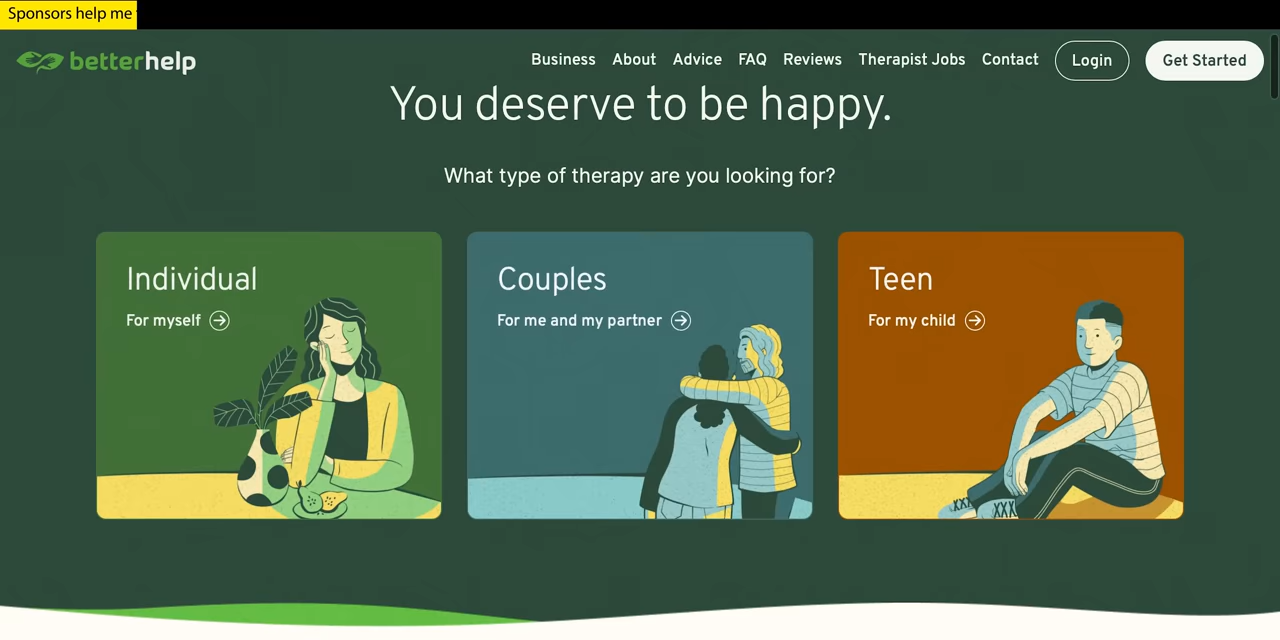 Sponsors help me
betterhelp
Business About Advice FAQ Reviews Therapist Jobs Contact Login Get Started
You deserve to be happy.
What type of therapy are you looking for?
Individual
For myself
Couples
For me and my partner
Teen
For my child